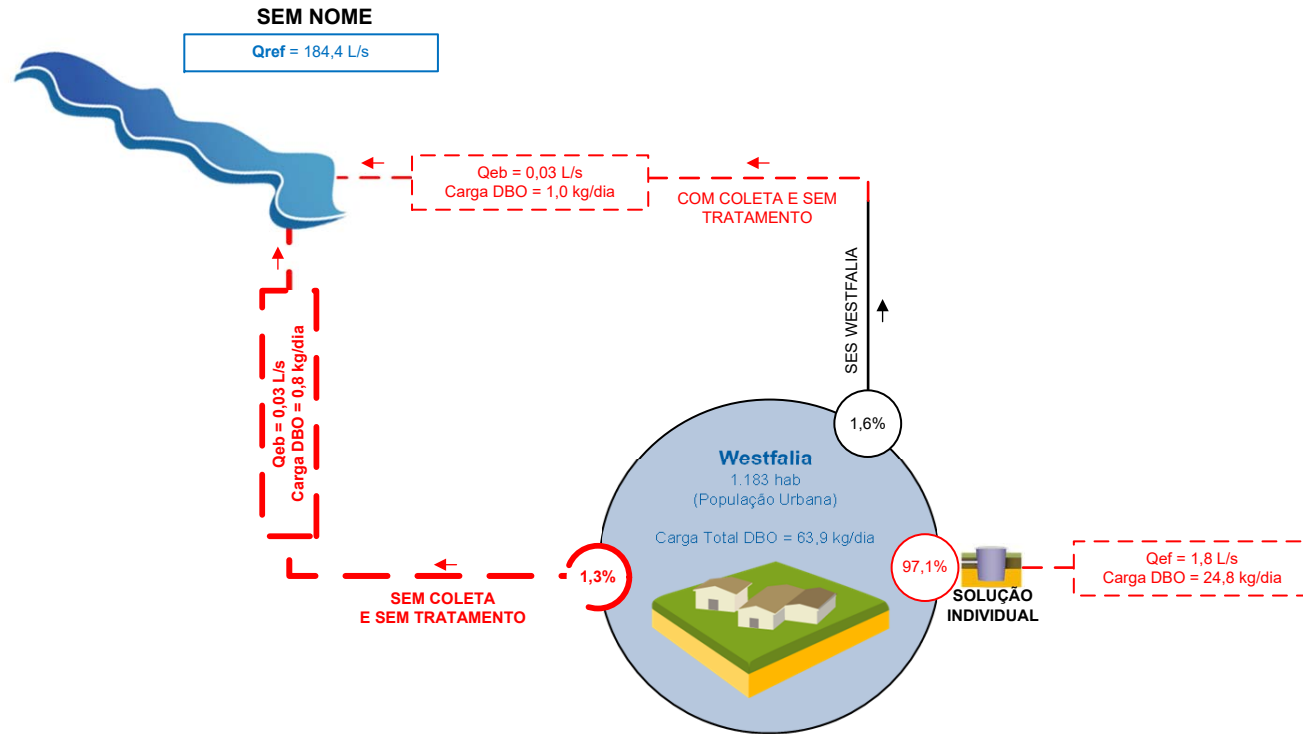 SEM NOME
Qref = 184,4 L/s
Qeb = 0,03 L/s
Carga DBO = 1,0 kg/dia
COM COLETA E SEM
TRATAMENTO
SES WESTFALIA
Qeb = 0,03 L/s
Carga DBO = 0,8 kg/dia
1,6%
Westfalia
1.183 hab
(População Urbana)
Carga Total DBO = 63,9 kg/dia
1,3%
SEM COLETA
E SEM TRATAMENTO
97,1%
SOLUÇÃO
INDIVIDUAL
Qef = 1,8 L/s
Carga DBO = 24,8 kg/dia